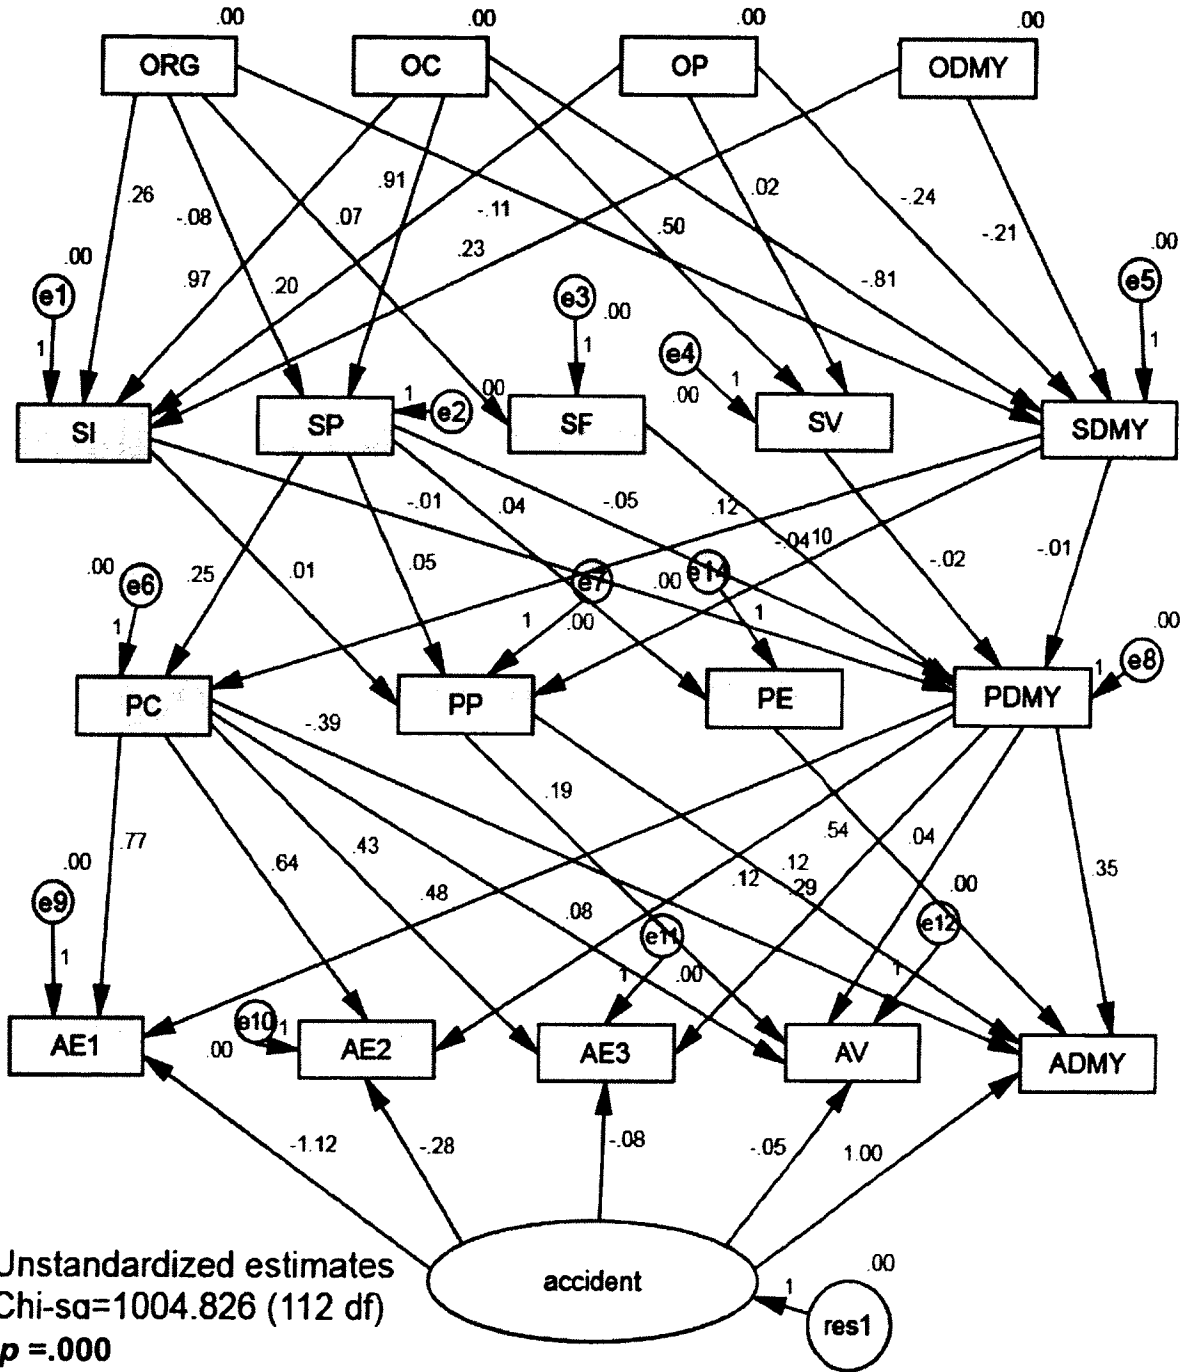 .00 .00 .00 .00
ORG OC OP ODMY
.26 -.08 .07 .91 -.11 .50 .02 -.24 -.21
.97 .20 .23 -.81
.00 .00 .00
e1 e3 e5
1 1 1
e4
.00 1
1 e2 .00
SI SP SF SV SDMY
-.01 .04 -.05 .12 -.04 .10 -.02 -.01
.00 .25 .01 .05 .00 .00 .00
e6 e7 e14 e8
1 1 1 1
PC PP PE PDMY
-.39 .19
.77 .64 .43 .48 .08 .12 .12 .29 .54 .04 .35
.00 .00 .00
e9 e11 e12
1 1 1
e10 1
.00
AE1 AE2 AE3 AV ADMY
-1.12 -.28 -.08 -.05 1.00
accident
.00
1
res1
Unstandardized estimates
Chi-sq=1004.826 (112 df)
p =.000